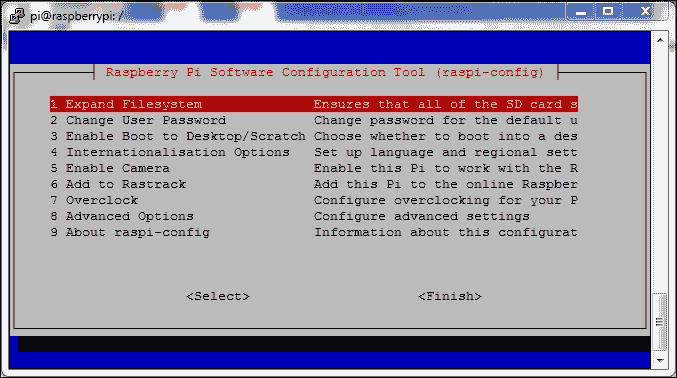 pi@raspberrypi: /
Raspberry Pi Software Configuration Tool (raspi-config)
1 Expand Filesystem Ensures that all of the SD card s
2 Change User Password Change password for the default u
3 Enable Boot to Desktop/Scratch Choose whether to boot into a des
4 Internationalisation Options Set up language and regional sett
5 Enable Camera Enable this Pi to work with the R
6 Add to Rastrack Add this Pi to the online Raspber
7 Overclock Configure overclocking for your P
8 Advanced Options Configure advanced settings
9 About raspi-config Information about this configurat
<Select> <Finish>